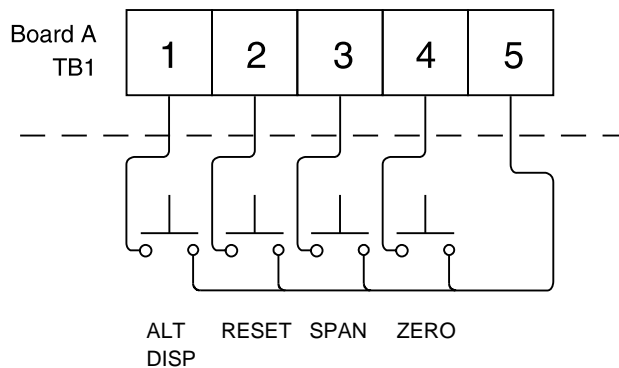 Board A
TB1
1 2 3 4 5
ALT DISP
RESET
SPAN
ZERO